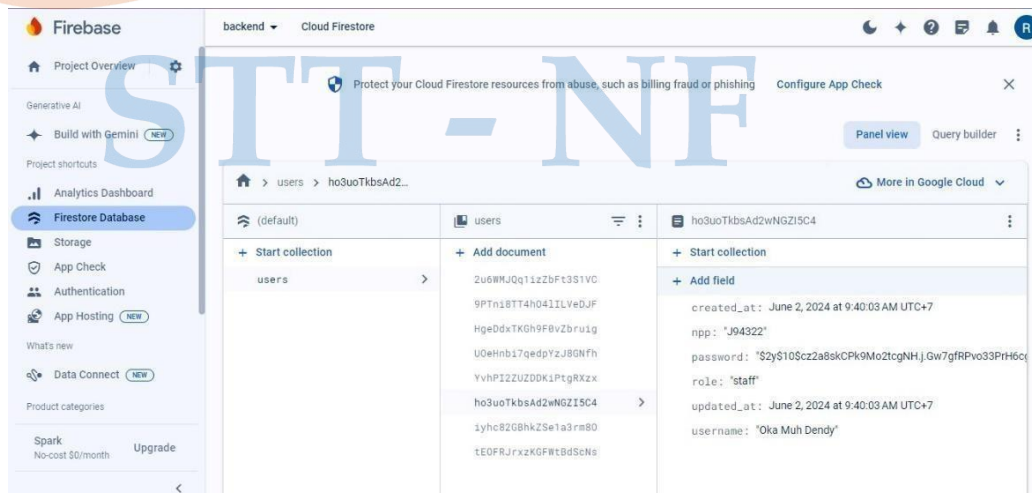 Firebase
backend
Cloud Firestore
R
Project Overview
Protect your Cloud Firestore resources from abuse, such as billing fraud or phishing
Configure App Check
Generative AI
Build with Gemini NEW
Panel view
Query builder
Project shortcuts
Analytics Dashboard
Firestore Database
Storage
App Check
Authentication
App Hosting NEW
What's new
Data Connect NEW
Product categories
Spark
No-cost $0/month
Upgrade
STT - NF
> users > ho3uoTkbsAd2...
More in Google Cloud
(default)
+ Start collection
users
users
+ Add document
2u6WMJQq1izZbFt3S1VC
9PTni8TT4hO4lILVeDJF
HgeDdxTKGh9F0vZbruig
UOeHnbi7qedpYzJ8GNfh
YvhPI2ZUZDDKiPtgRXzx
ho3uoTkbsAd2wNGZI5C4
iyhc82GBhkZSe1a3rm8O
tEOFRJrxzKGFWtBdScNs
ho3uoTkbsAd2wNGZI5C4
+ Start collection
+ Add field
created_at: June 2, 2024 at 9:40:03 AM UTC+7
npp: "J94322"
password: "$2y$10$cz2a8skCPk9Mo2tcgNH.j.Gw7gfRPvo33PrH6cg
role: "staff"
updated_at: June 2, 2024 at 9:40:03 AM UTC+7
username: "Oka Muh Dendy"